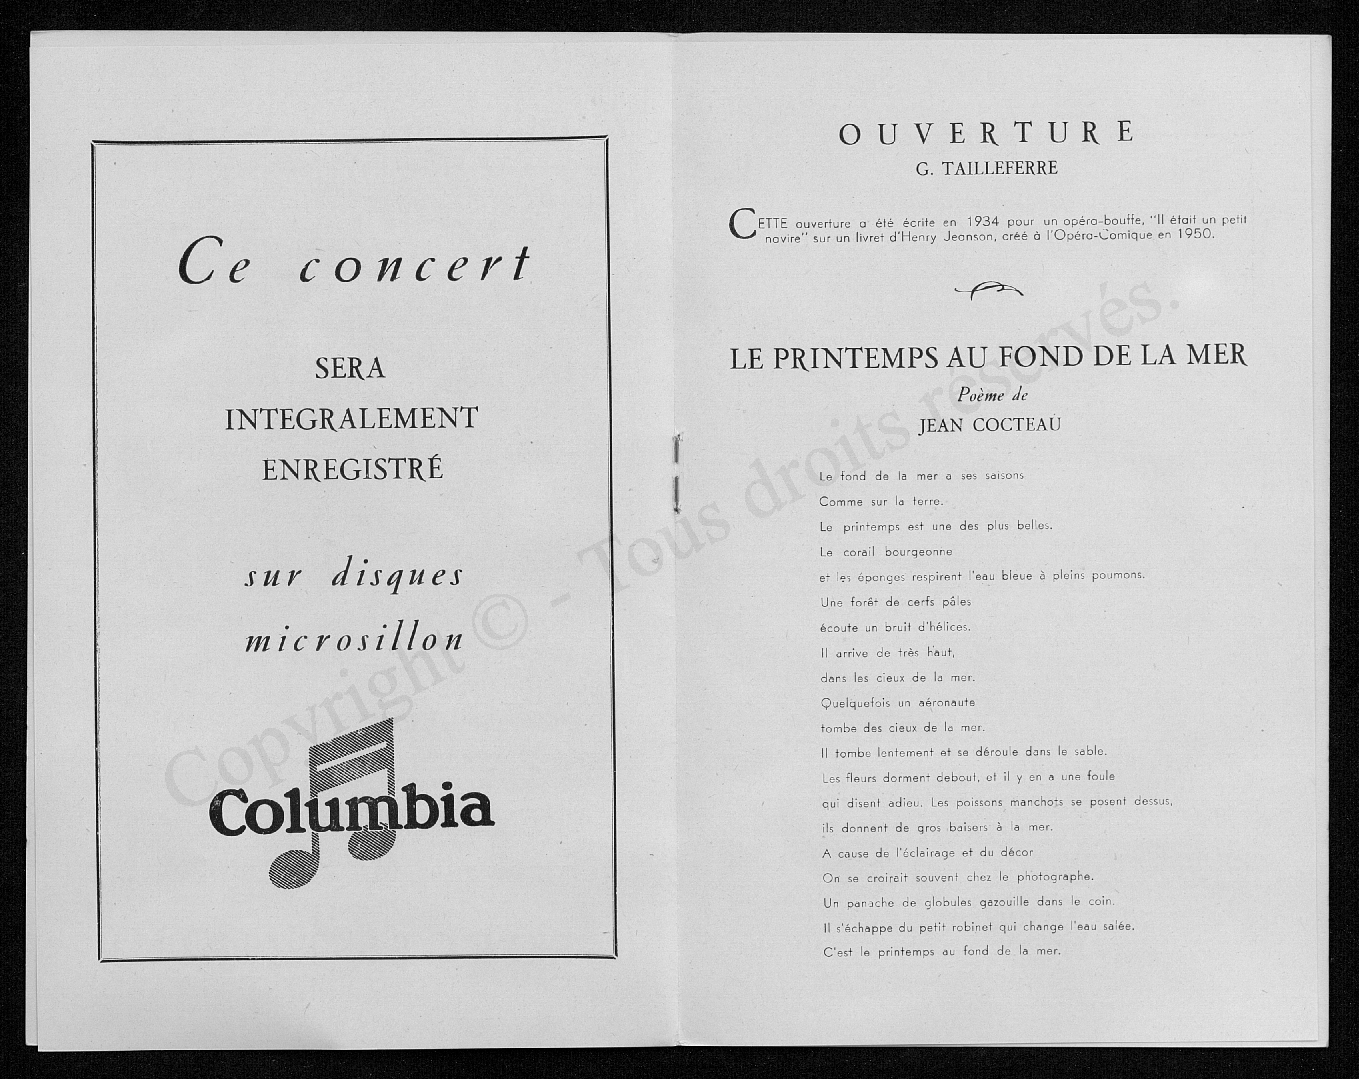 Ce concert
SERA
INTEGRALEMENT
ENREGISTRÉ
sur disques
microsillon
Columbia
OUVERTURE
G. TAILLEFERRE
CETTE ouverture a été écrite en 1934 pour un opéra-bouffe, "Il était un petit
navire" sur un livret d'Henry Jeanson, créé à l'Opéra-Comique en 1950.
LE PRINTEMPS AU FOND DE LA MER
Poème de
JEAN COCTEAU
Le fond de la mer a ses saisons
Comme sur la terre.
Le printemps est une des plus belles.
Le corail bourgeonne
et les éponges respirent l'eau bleue à pleins poumons.
Une forêt de cerfs pâles
écoute un bruit d'hélices.
Il arrive de très haut,
dans les cieux de la mer.
Quelquefois un aéronaute
tombe des cieux de la mer.
Il tombe lentement et se déroule dans le sable.
Les fleurs dorment debout, et il y en a une foule
qui disent adieu. Les poissons manchots se posent dessus,
ils donnent de gros baisers à la mer.
A cause de l'éclairage et du décor
On se croirait souvent chez le photographe.
Un panache de globules gazouille dans le coin.
Il s'échappe du petit robinet qui change l'eau salée.
C'est le printemps au fond de la mer.
Copyright © - Tous droits réservés.